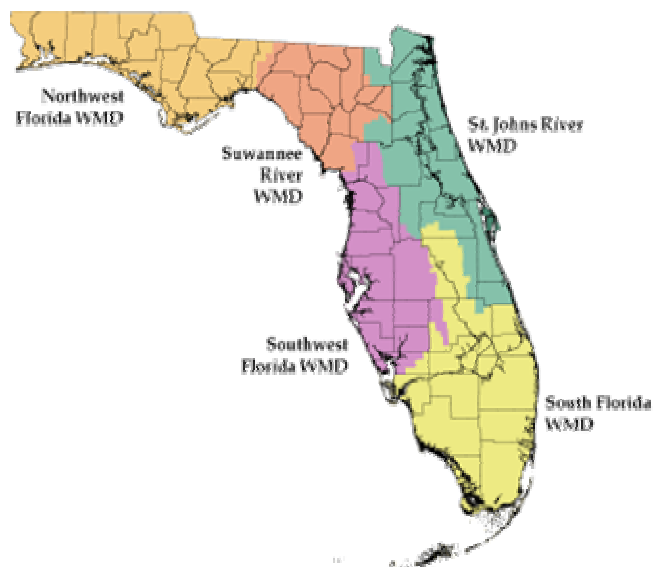 Northwest
Florida WMD
St. Johns River
WMD
Suwannee
River
WMD
Southwest
Florida WMD
South Florida
WMD